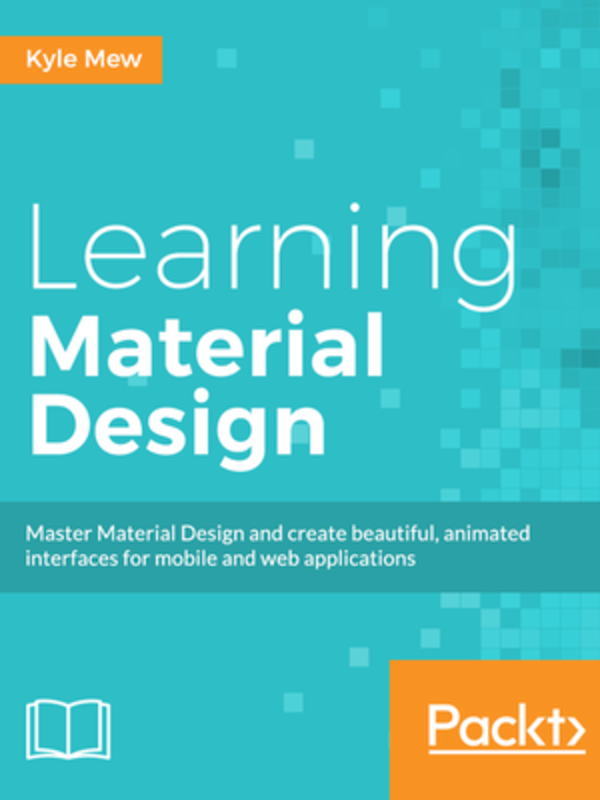 Kyle Mew
Learning
Material
Design
Master Material Design and create beautiful, animated
interfaces for mobile and web applications
Packt>